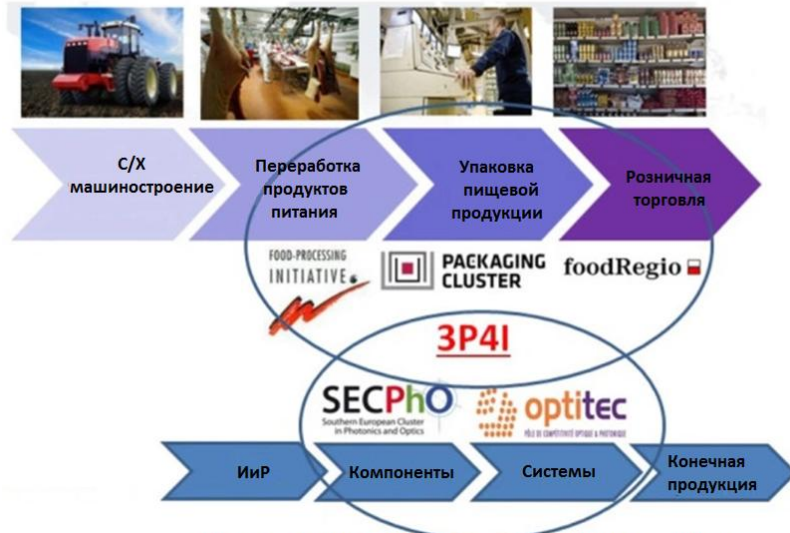 С/Х
машиностроение
Переработка
продуктов
питания
Упаковка
пищевой
продукции
Розничная
торговля
FOOD-PROCESSING
INITIATIVE
PACKAGING
CLUSTER
foodRegio
3P4I
SECPhO
Southern European Cluster
in Photonics and Optics
optitec
PÔLE DE COMPÉTITIVITÉ OPTIQUE & PHOTONIQUE
ИиР
Компоненты
Системы
Конечная
продукция